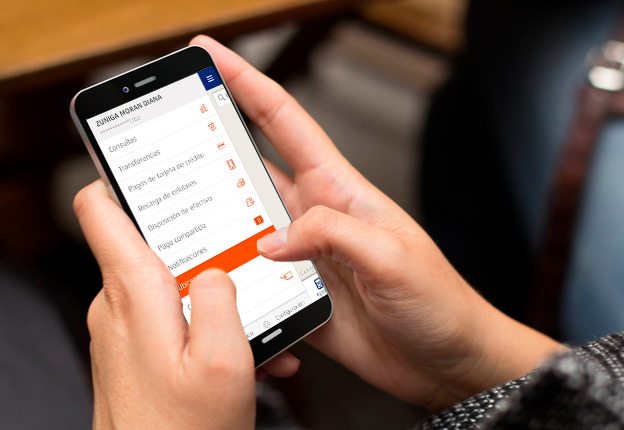 ZUÑIGA MORAN DIANA
Consultas
Transferencias
Pagos de tarjeta de crédito
Recarga de celulares
Disposición de efectivo
Pago compartido
Notificaciones
Configuración